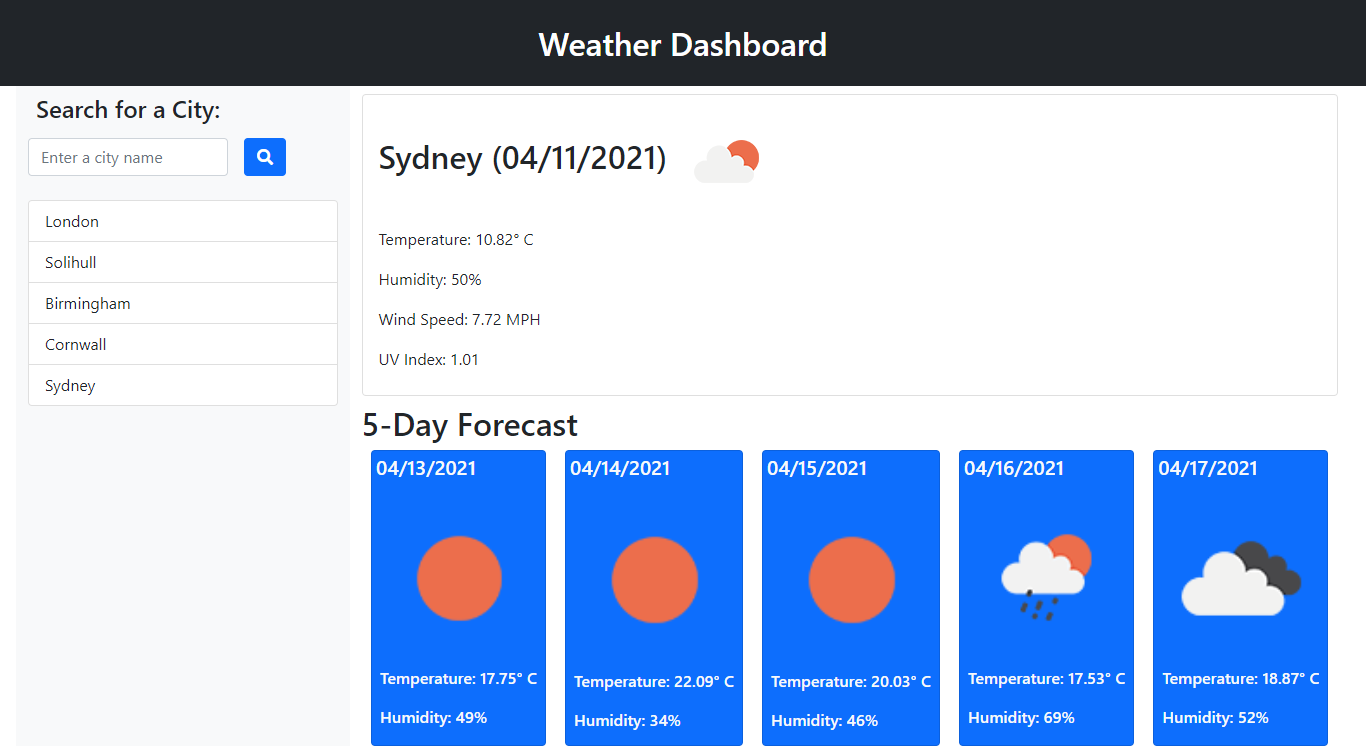 Weather Dashboard
Search for a City:
Enter a city name
London
Solihull
Birmingham
Cornwall
Sydney
Sydney (04/11/2021)
Temperature: 10.82° C
Humidity: 50%
Wind Speed: 7.72 MPH
UV Index: 1.01
5-Day Forecast
04/13/2021
Temperature: 17.75° C
Humidity: 49%
04/14/2021
Temperature: 22.09° C
Humidity: 34%
04/15/2021
Temperature: 20.03° C
Humidity: 46%
04/16/2021
Temperature: 17.53° C
Humidity: 69%
04/17/2021
Temperature: 18.87° C
Humidity: 52%